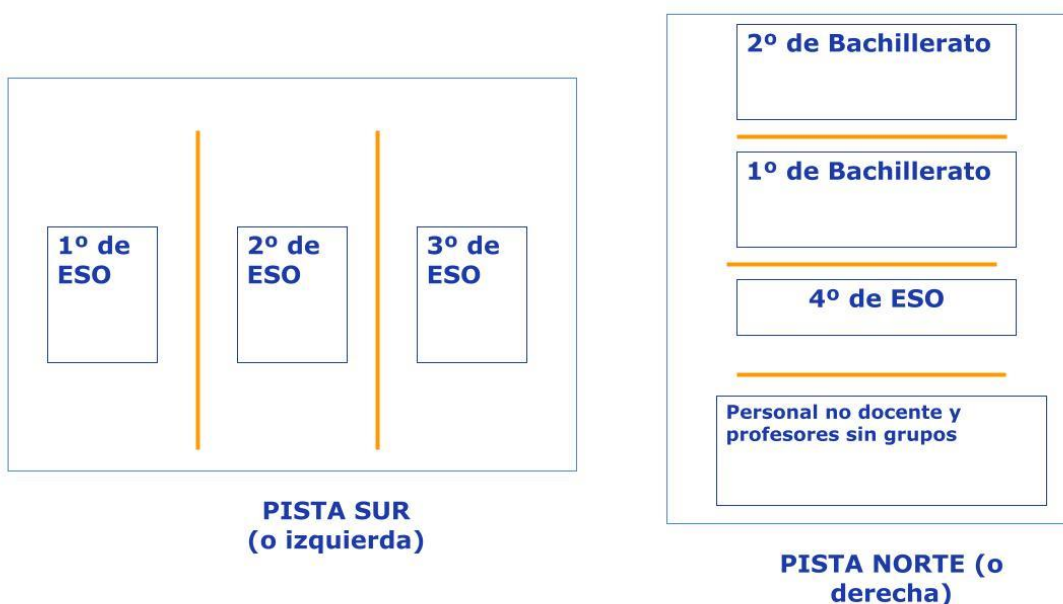 1º de
ESO
2º de
ESO
3º de
ESO
PISTA SUR
(o izquierda)
2º de Bachillerato
1º de Bachillerato
4º de ESO
Personal no docente y
profesores sin grupos
PISTA NORTE (o
derecha)